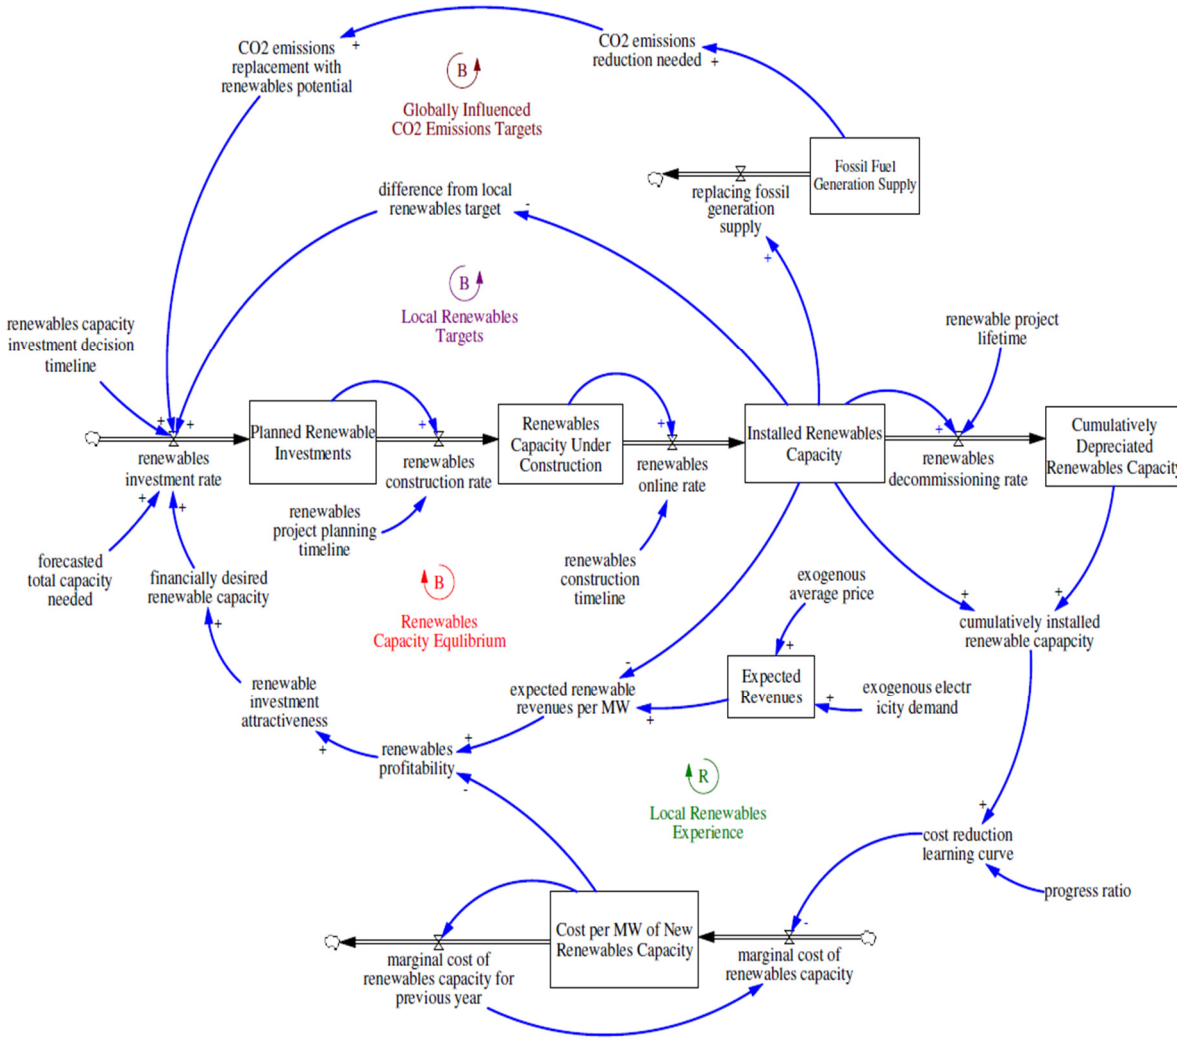 CO2 emissions
replacement with
renewables potential
+
CO2 emissions
reduction needed
+
B
Globally Influenced
CO2 Emissions Targets
Fossil Fuel
Generation Supply
replacing fossil
generation
supply
+
difference from local
renewables target
-
B
Local Renewables
Targets
renewables capacity
investment decision
timeline
renewable project
lifetime
+
+
Planned Renewable
Investments
+
Renewables
Capacity Under
Construction
+
Installed Renewables
Capacity
+
Cumulatively
Depreciated
Renewables Capacity
renewables
investment rate
renewables
construction rate
renewables
online rate
renewables
decommissioning rate
+
+
renewables
project planning
timeline
forecasted
total capacity
needed
financially desired
renewable capacity
+
B
Renewables
Capacity Equlibrium
renewables
construction
timeline
exogenous
average price
+
+
+
cumulatively installed
renewable capapcity
-
Expected
Revenues
+
exogenous electr
icity demand
expected renewable
revenues per MW
+
renewable
investment
attractiveness
+
+
renewables
profitability
-
R
Local Renewables
Experience
+
cost reduction
learning curve
progress ratio
Cost per MW of New
Renewables Capacity
-
marginal cost of
renewables capacity for
previous year
marginal cost of
renewables capacity